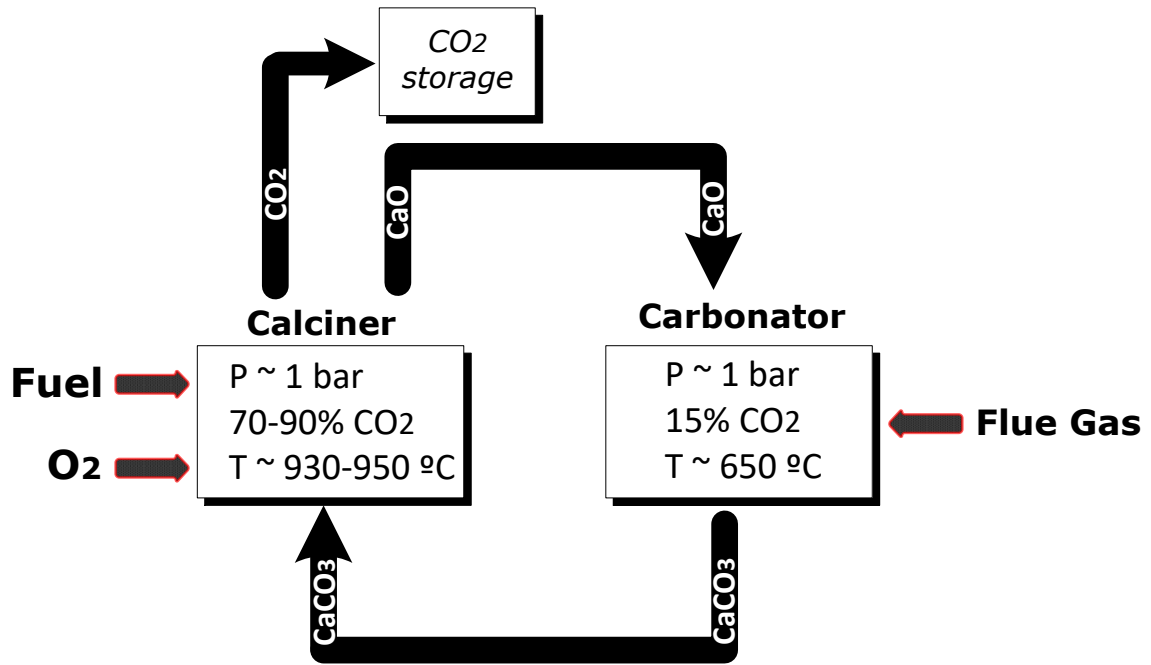 CO2
storage
CO2
CaO
CaO
Calciner
Carbonator
Fuel
O2
P ~ 1 bar
70-90% CO2
T ~ 930-950 ºC
P ~ 1 bar
15% CO2
T ~ 650 ºC
Flue Gas
CaCO3
CaCO3